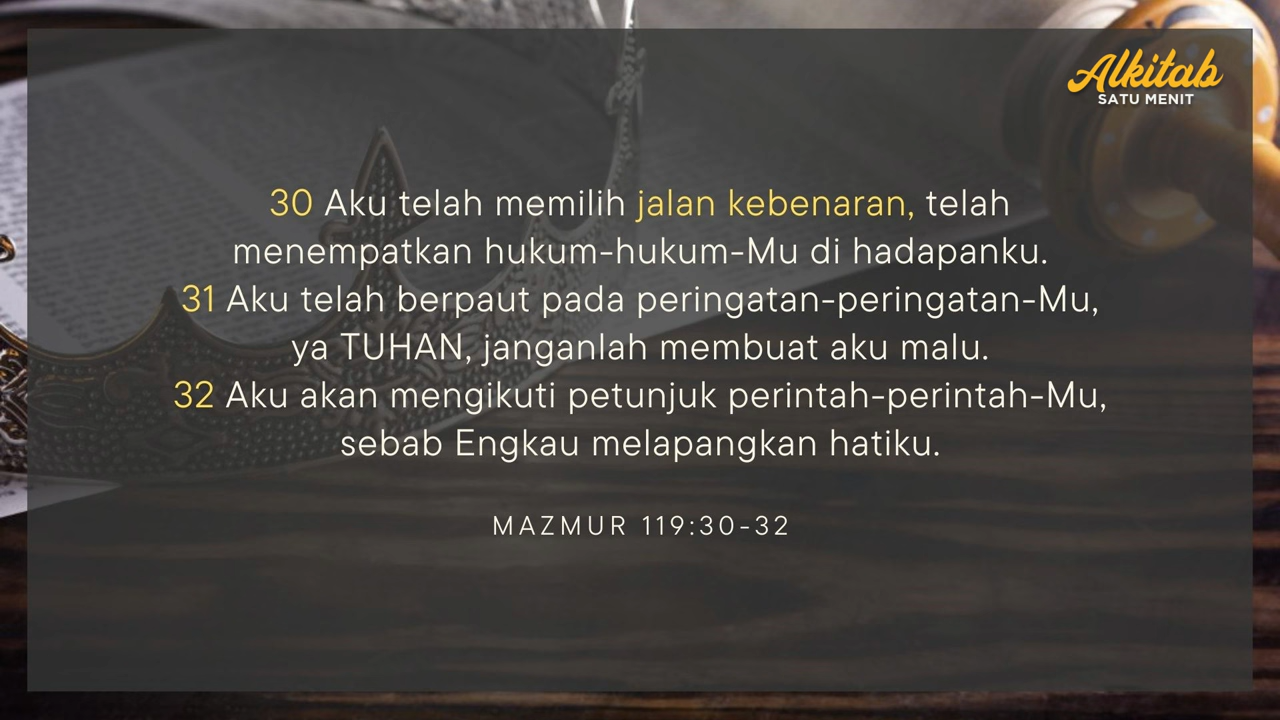 Alkitab
SATU MENIT
30 Aku telah memilih jalan kebenaran, telah
menempatkan hukum-hukum-Mu di hadapanku.
31 Aku telah berpaut pada peringatan-peringatan-Mu,
ya TUHAN, janganlah membuat aku malu.
32 Aku akan mengikuti petunjuk perintah-perintah-Mu,
sebab Engkau melapangkan hatiku.
MAZMUR 119:30-32